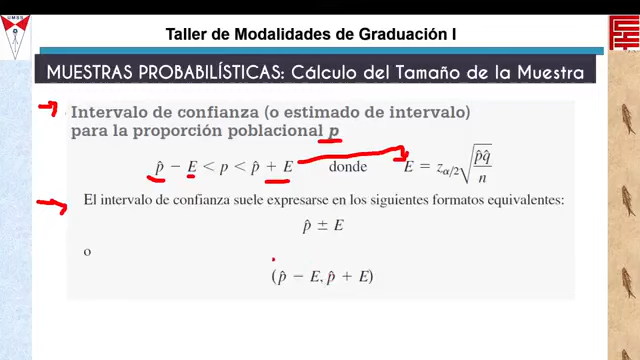 U.M.S.S.
Taller de Modalidades de Graduación I
MUESTRAS PROBABILÍSTICAS: Cálculo del Tamaño de la Muestra
Intervalo de confianza (o estimado de intervalo)
para la proporción poblacional p
p̂ − E < p < p̂ + E donde E = z_{α/2} √(p̂q̂/n)
El intervalo de confianza suele expresarse en los siguientes formatos equivalentes:
p̂ ± E
o
(p̂ − E, p̂ + E)